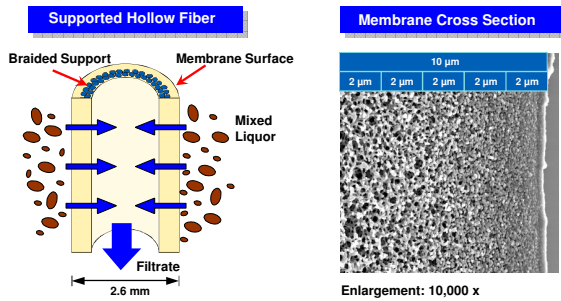 Supported Hollow Fiber
Braided Support
Membrane Surface
Mixed
Liquor
Filtrate
2.6 mm
Membrane Cross Section
10 µm
2 µm 2 µm 2 µm 2 µm 2 µm
Enlargement: 10,000 x